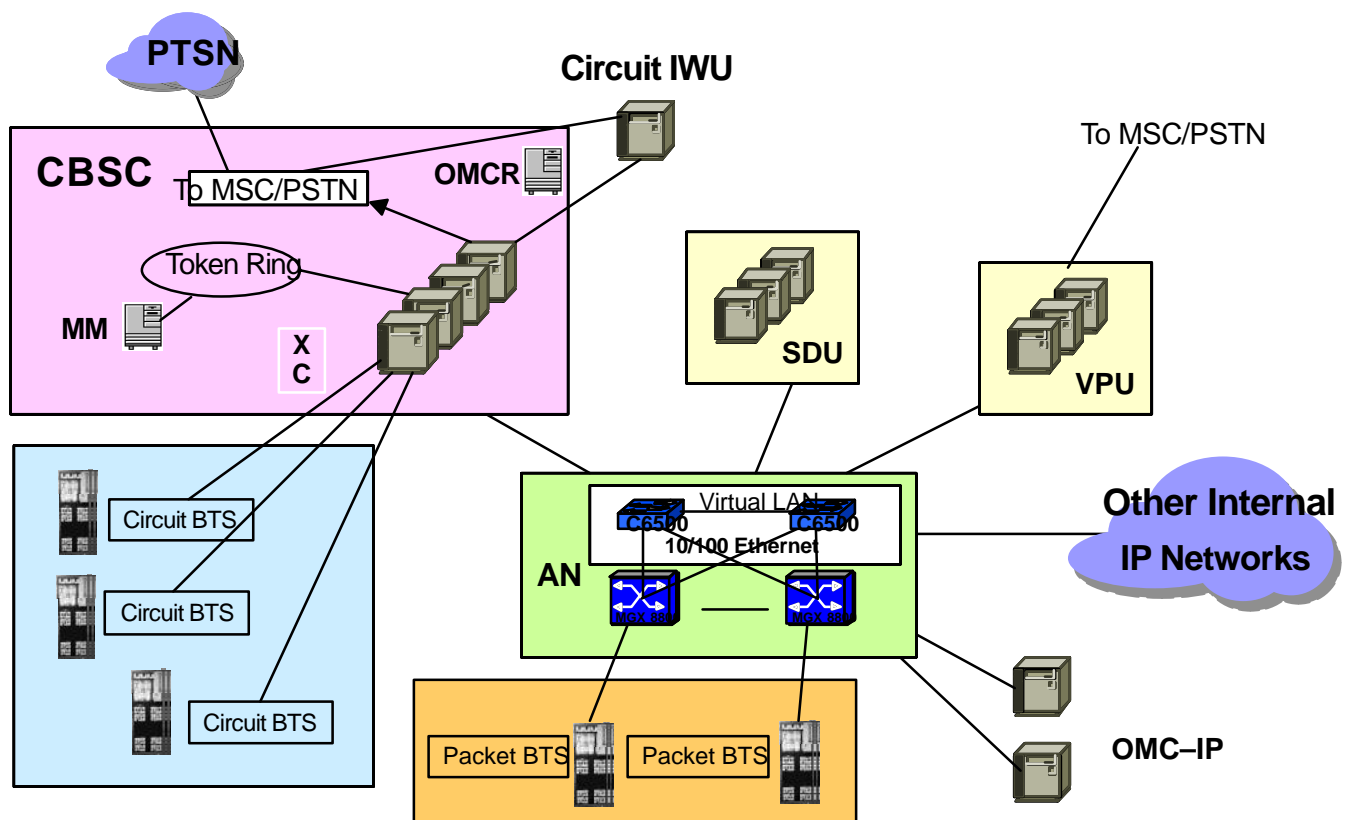 PTSN
Circuit IWU
To MSC/PSTN
CBSC
OMCR
To MSC/PSTN
Token Ring
MM
X
C
SDU
VPU
Circuit BTS
Circuit BTS
Circuit BTS
Virtual LAN
C6500
C6500
10/100 Ethernet
AN
MGX
MGX
Other Internal
IP Networks
Packet BTS
Packet BTS
OMC–IP